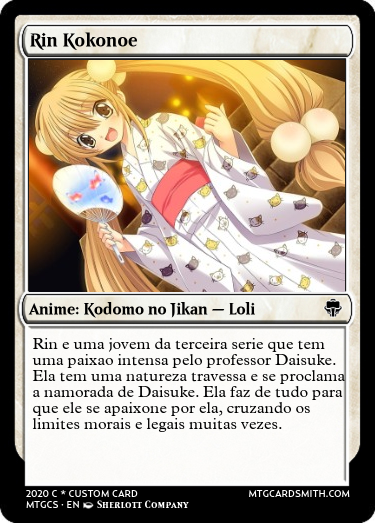 Rin Kokonoe
Anime: Kodomo no Jikan — Loli
Rin e uma jovem da terceira serie que tem
uma paixao intensa pelo professor Daisuke.
Ela tem uma natureza travessa e se proclama
a namorada de Daisuke. Ela faz de tudo para
que ele se apaixone por ela, cruzando os
limites morais e legais muitas vezes.
2020 C * CUSTOM CARD
MTGCARDSMITH.COM
MTGCS · EN Sherlott Company